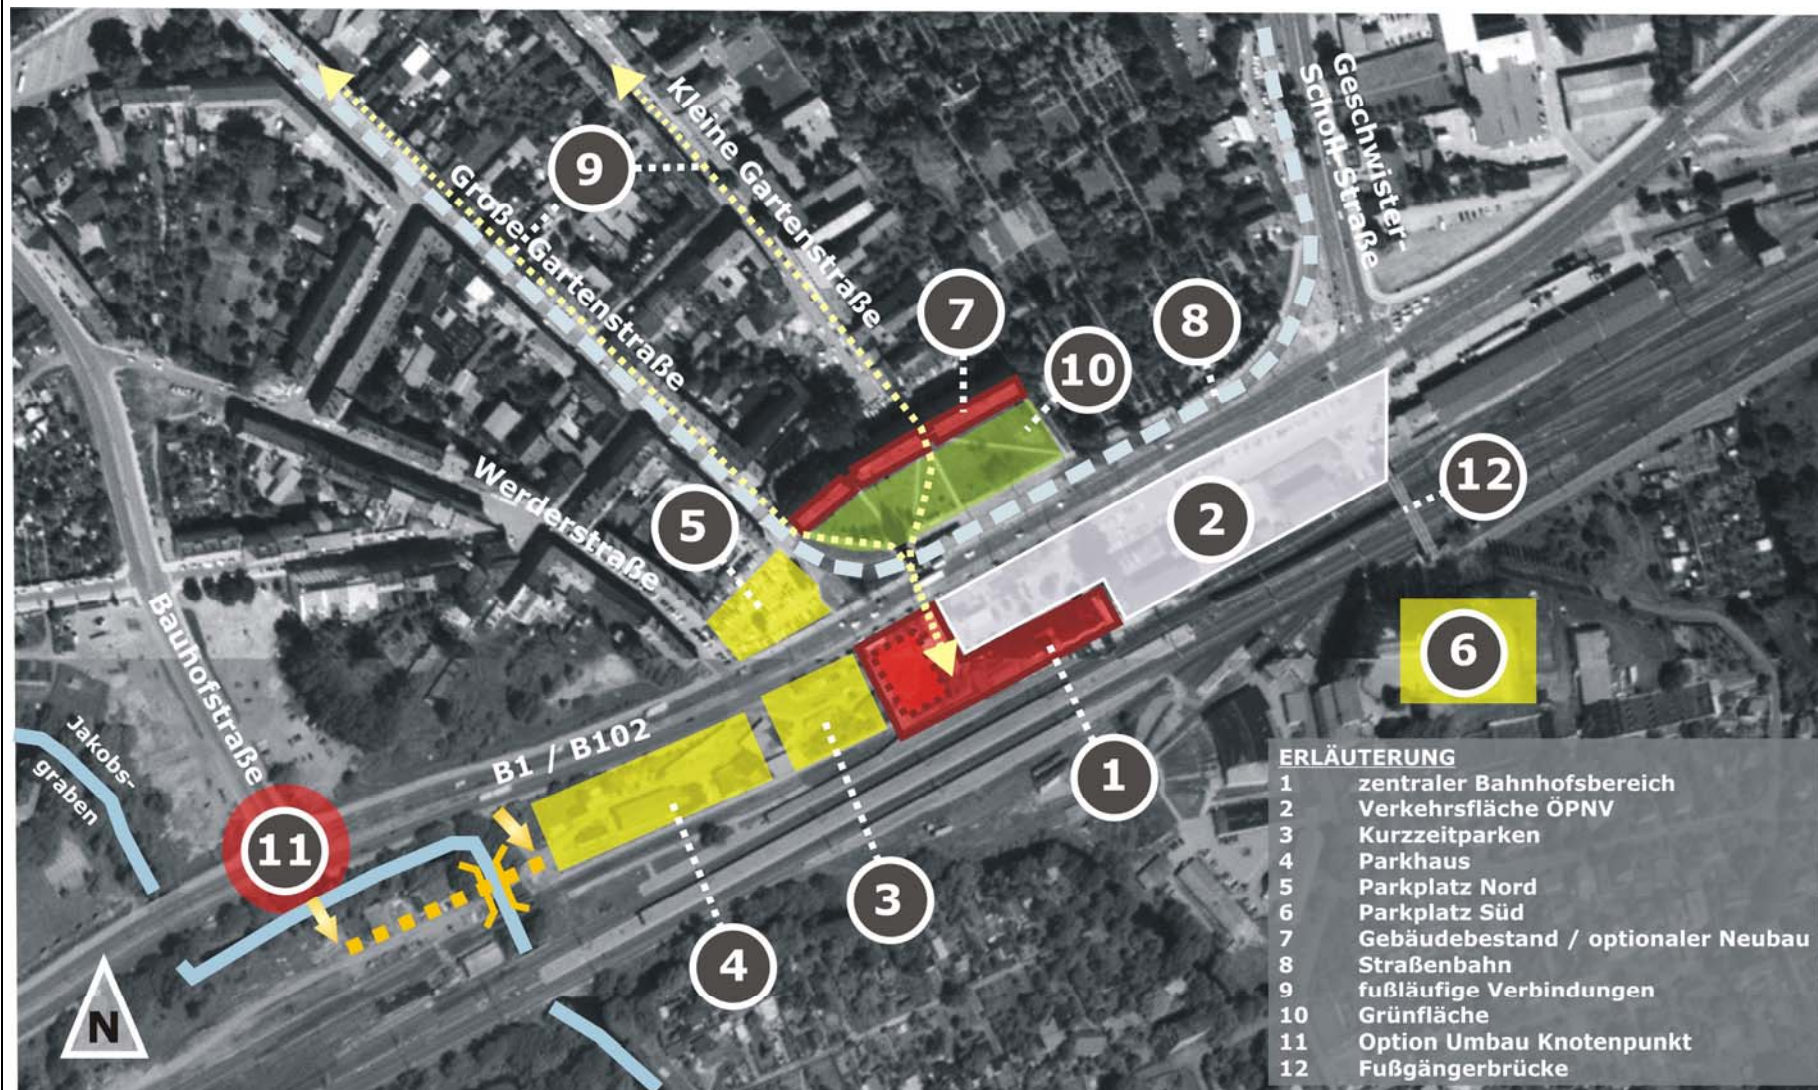 Geschwister-
Scholl-Straße
Kleine Gartenstraße
9
Große Gartenstraße
7
8
10
12
Werderstraße
5
2
Bauhofstraße
6
Jakobs-
graben
B1 / B102
1
11
3
4
N
ERLÄUTERUNG
1 zentraler Bahnhofsbereich
2 Verkehrsfläche ÖPNV
3 Kurzzeitparken
4 Parkhaus
5 Parkplatz Nord
6 Parkplatz Süd
7 Gebäudebestand / optionaler Neubau
8 Straßenbahn
9 fußläufige Verbindungen
10 Grünfläche
11 Option Umbau Knotenpunkt
12 Fußgängerbrücke